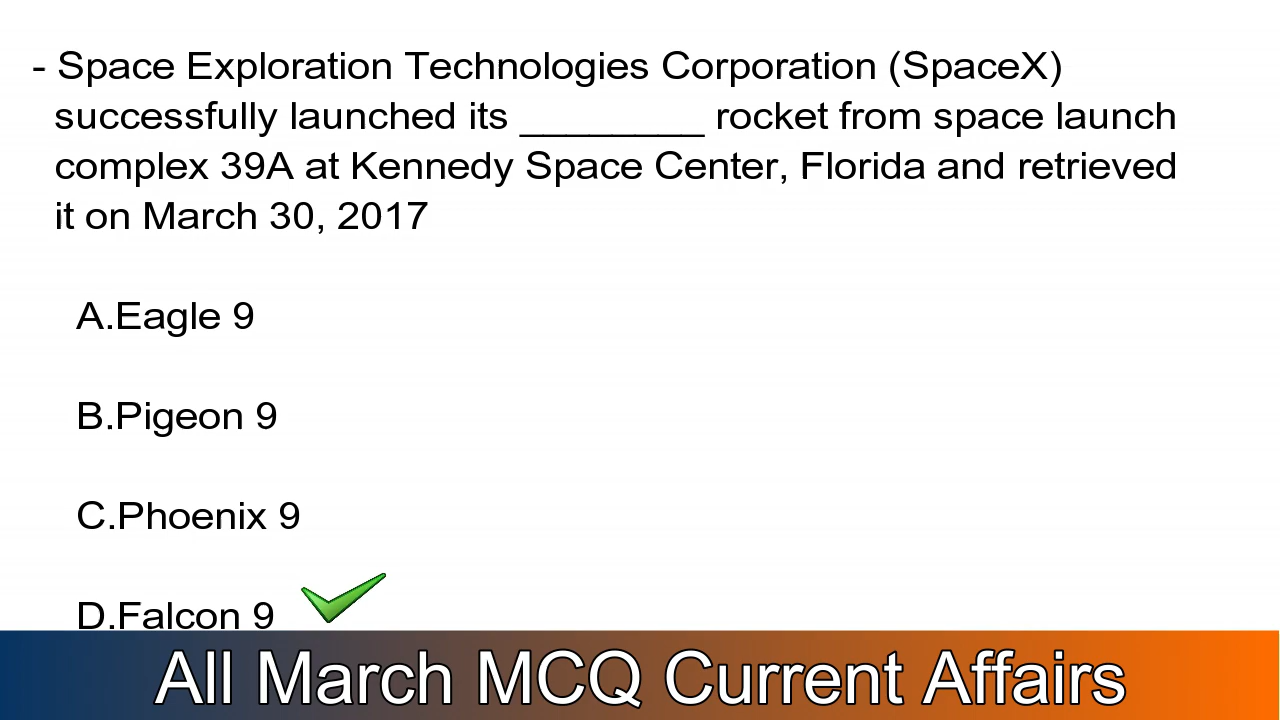 - Space Exploration Technologies Corporation (SpaceX)
successfully launched its ________ rocket from space launch
complex 39A at Kennedy Space Center, Florida and retrieved
it on March 30, 2017
A.Eagle 9
B.Pigeon 9
C.Phoenix 9
D.Falcon 9
All March MCQ Current Affairs